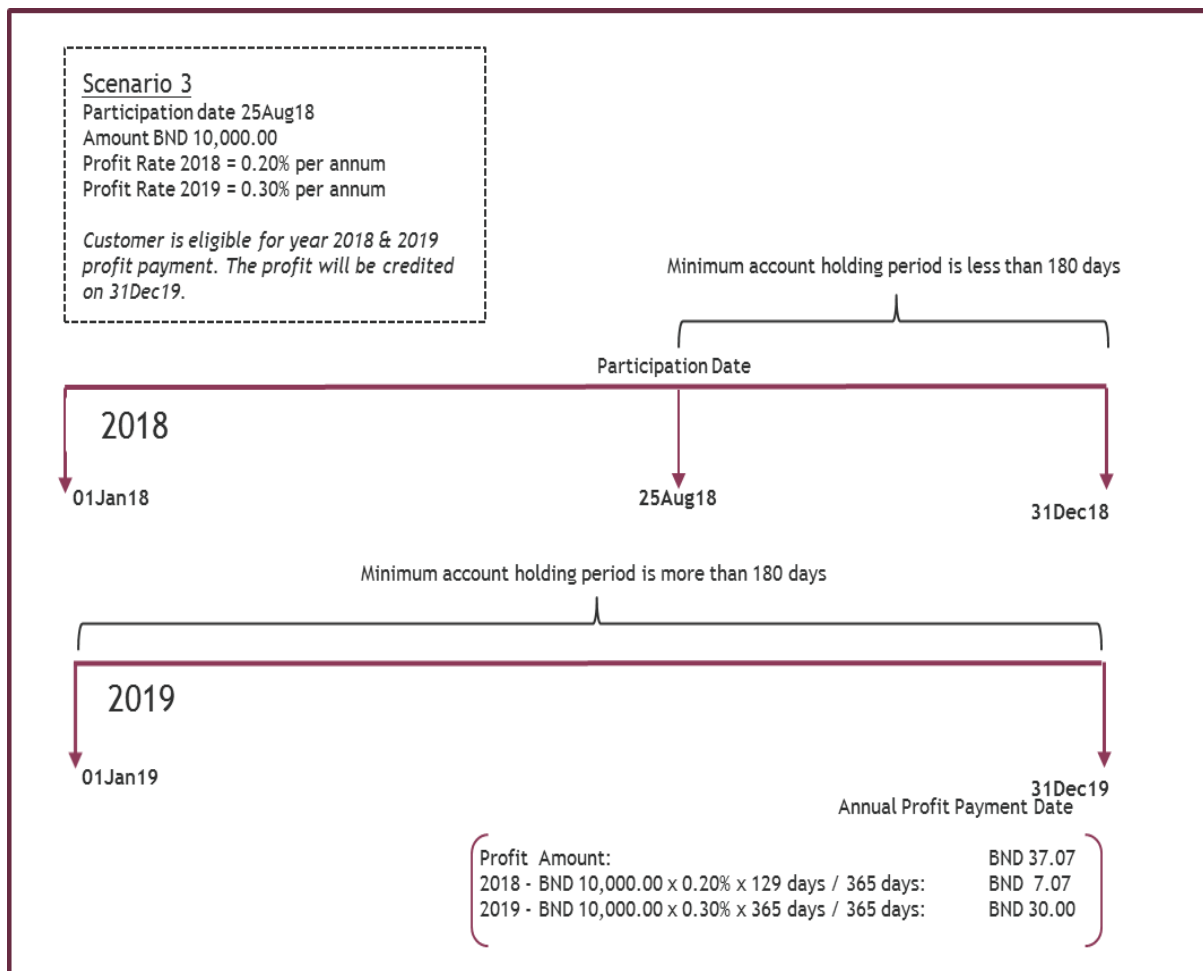 Scenario 3
Participation date 25Aug18
Amount BND 10,000.00
Profit Rate 2018 = 0.20% per annum
Profit Rate 2019 = 0.30% per annum
Customer is eligible for year 2018 & 2019
profit payment. The profit will be credited
on 31Dec19.
Minimum account holding period is less than 180 days
Participation Date
2018
01Jan18
25Aug18
31Dec18
Minimum account holding period is more than 180 days
2019
01Jan19
31Dec19
Annual Profit Payment Date
Profit Amount: BND 37.07
2018 - BND 10,000.00 x 0.20% x 129 days / 365 days: BND 7.07
2019 - BND 10,000.00 x 0.30% x 365 days / 365 days: BND 30.00